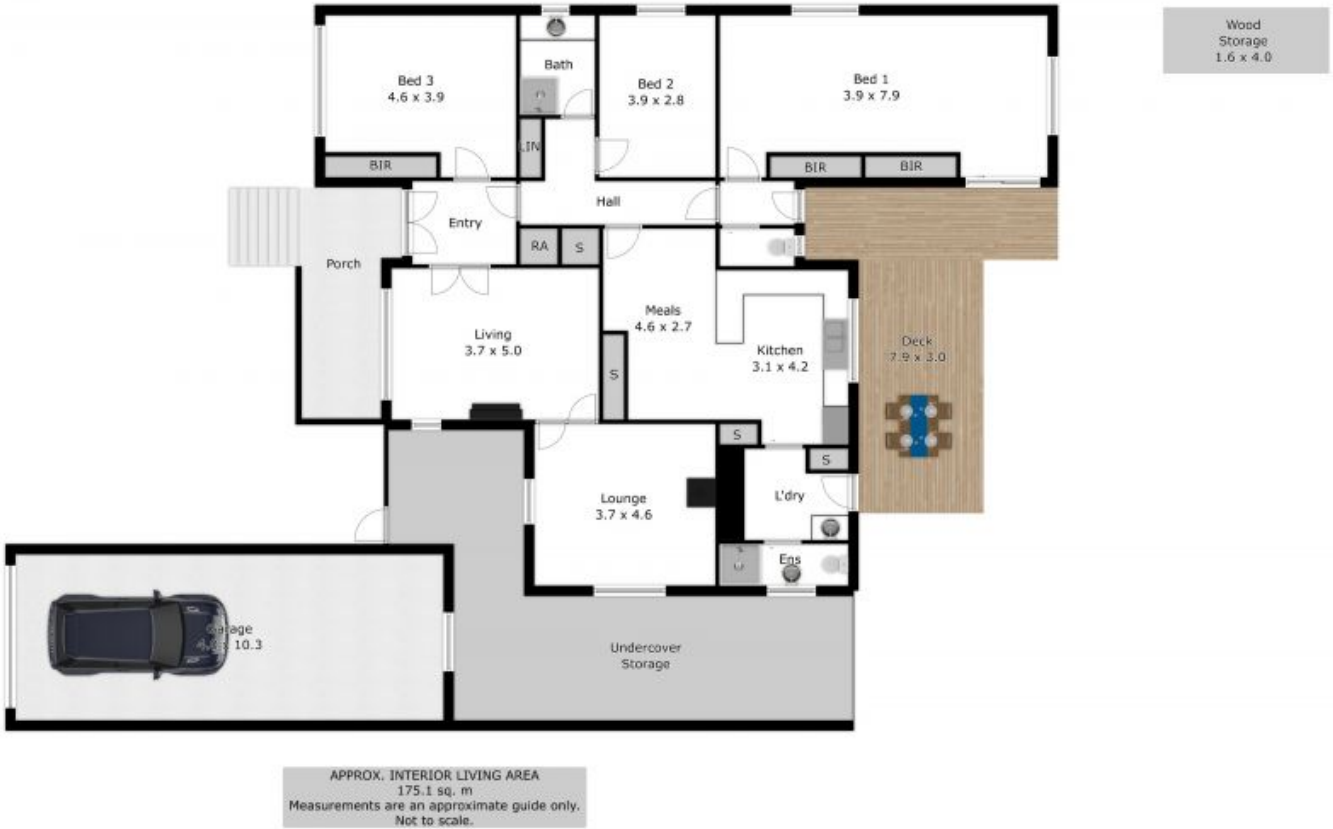 Wood
Storage
1.6 x 4.0
Bed 3
4.6 x 3.9
Bath
Bed 2
3.9 x 2.8
Bed 1
3.9 x 7.9
LIN
BIR
BIR
BIR
Hall
Entry
RA
S
Porch
Living
3.7 x 5.0
Meals
4.6 x 2.7
Kitchen
3.1 x 4.2
Deck
7.9 x 3.0
S
S
S
Lounge
3.7 x 4.6
L'dry
Ens
Garage
10.3
Undercover
Storage
APPROX. INTERIOR LIVING AREA
175.1 sq. m
Measurements are an approximate guide only.
Not to scale.